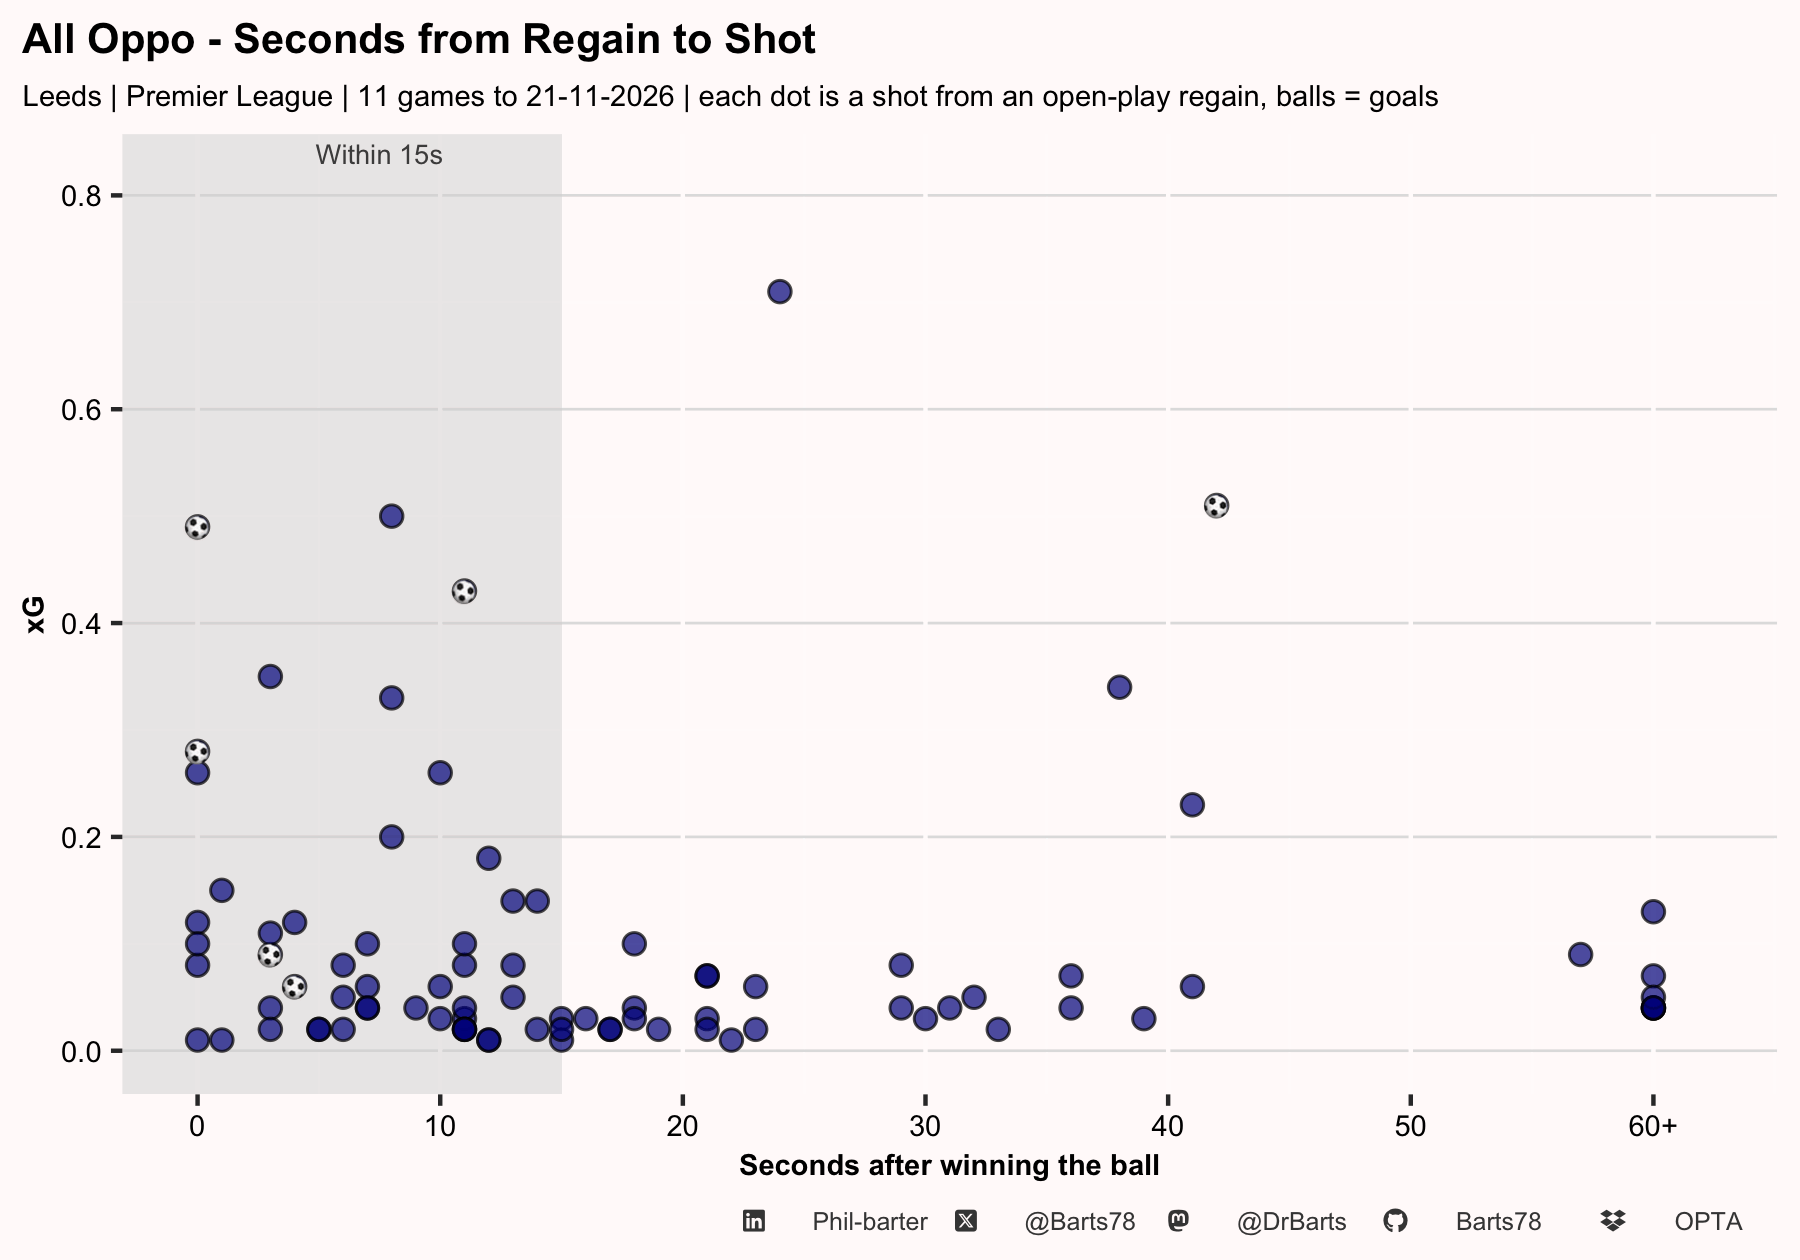 All Oppo - Seconds from Regain to Shot
Leeds | Premier League | 11 games to 21-11-2026 | each dot is a shot from an open-play regain, balls = goals
Within 15s
0.8
0.6
0.4
0.2
0.0
xG
0 10 20 30 40 50 60+
Seconds after winning the ball
Phil-barter @Barts78 @DrBarts Barts78 OPTA